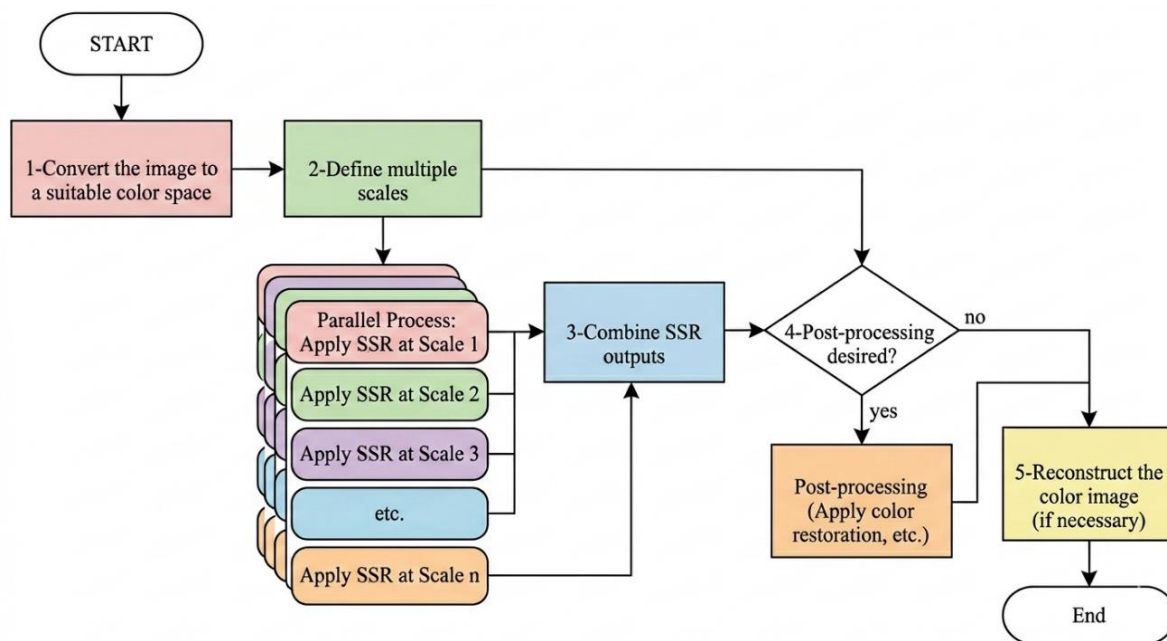 START
1-Convert the image to
a suitable color space
2-Define multiple
scales
Parallel Process:
Apply SSR at Scale 1
Apply SSR at Scale 2
Apply SSR at Scale 3
etc.
Apply SSR at Scale n
3-Combine SSR
outputs
4-Post-processing
desired?
no
yes
Post-processing
(Apply color
restoration, etc.)
5-Reconstruct the
color image
(if necessary)
End